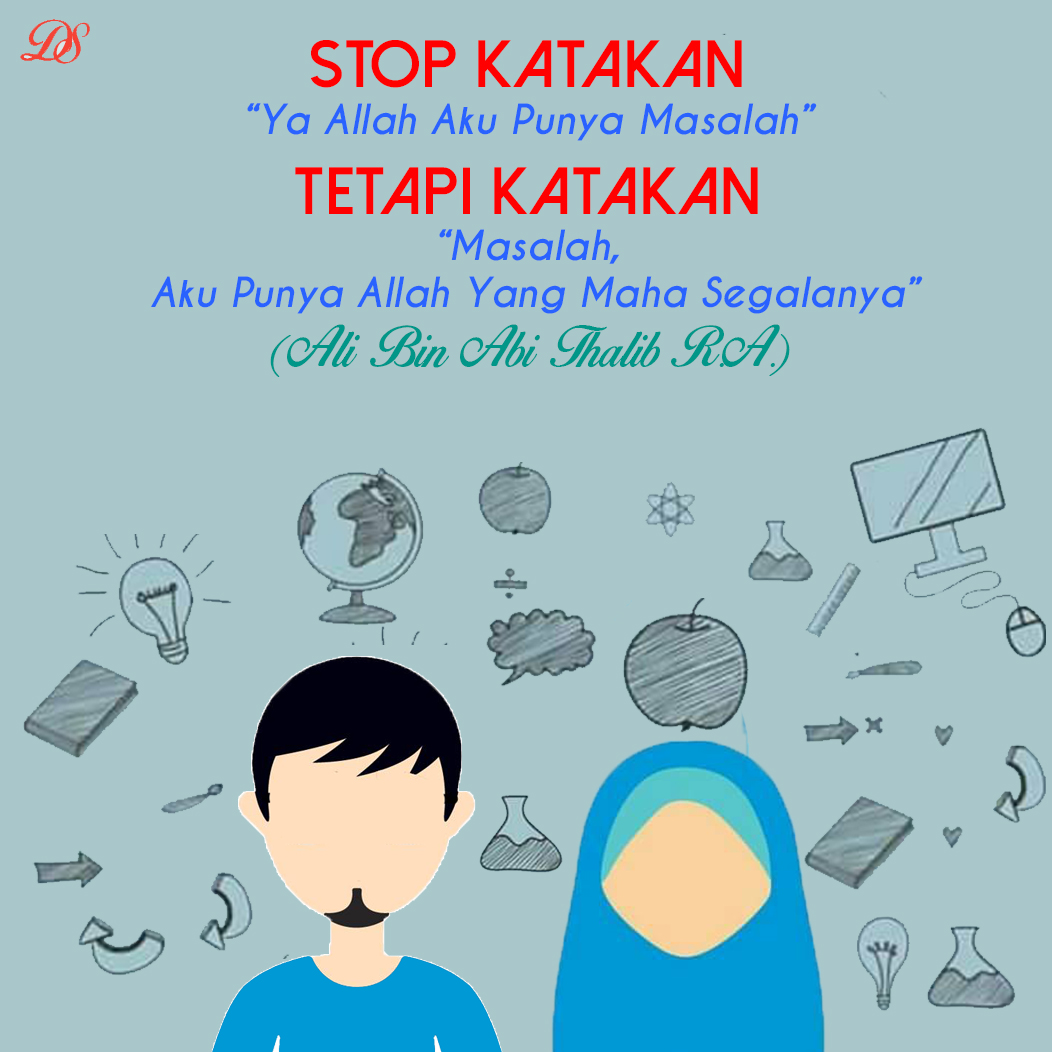 DS
STOP KATAKAN
“Ya Allah Aku Punya Masalah”
TETAPI KATAKAN
“Masalah,
Aku Punya Allah Yang Maha Segalanya”
(Ali Bin Abi Thalib R.A.)